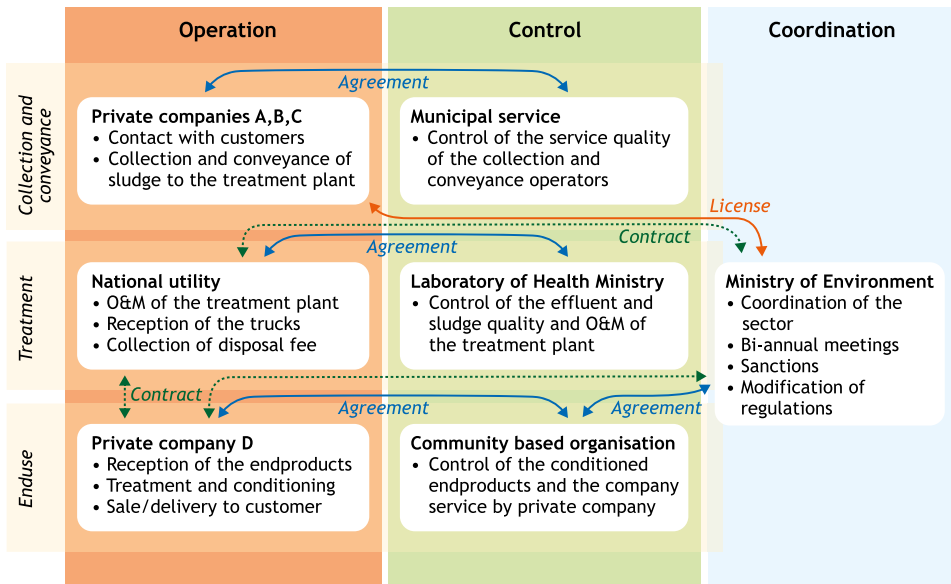 Operation
Control
Coordination
Collection and
conveyance
Agreement
Private companies A,B,C
• Contact with customers
• Collection and conveyance of
sludge to the treatment plant
Municipal service
• Control of the service quality
of the collection and
conveyance operators
License
Contract
Treatment
Agreement
National utility
• O&M of the treatment plant
• Reception of the trucks
• Collection of disposal fee
Laboratory of Health Ministry
• Control of the effluent and
sludge quality and O&M of
the treatment plant
Ministry of Environment
• Coordination of the
sector
• Bi-annual meetings
• Sanctions
• Modification of
regulations
Contract
Agreement
Agreement
Enduse
Private company D
• Reception of the endproducts
• Treatment and conditioning
• Sale/delivery to customer
Community based organisation
• Control of the conditioned
endproducts and the company
service by private company